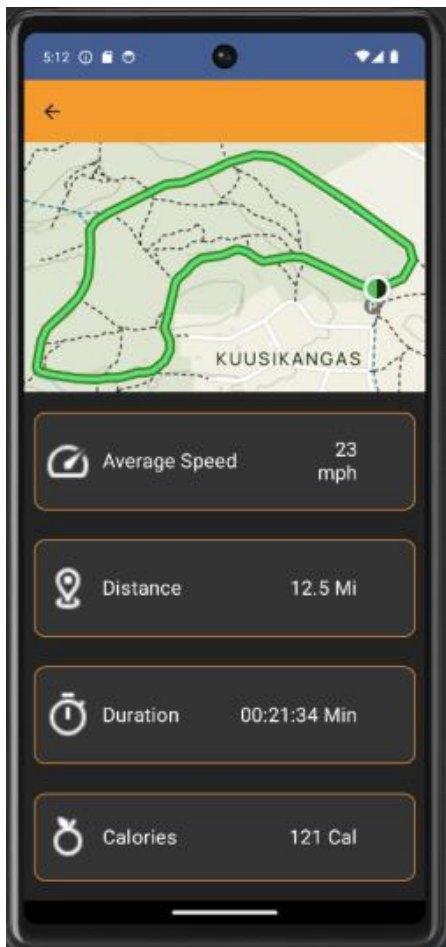 5:12
P
KUUSIKANGAS
Average Speed
23
mph
Distance
12.5 Mi
Duration
00:21:34 Min
Calories
121 Cal